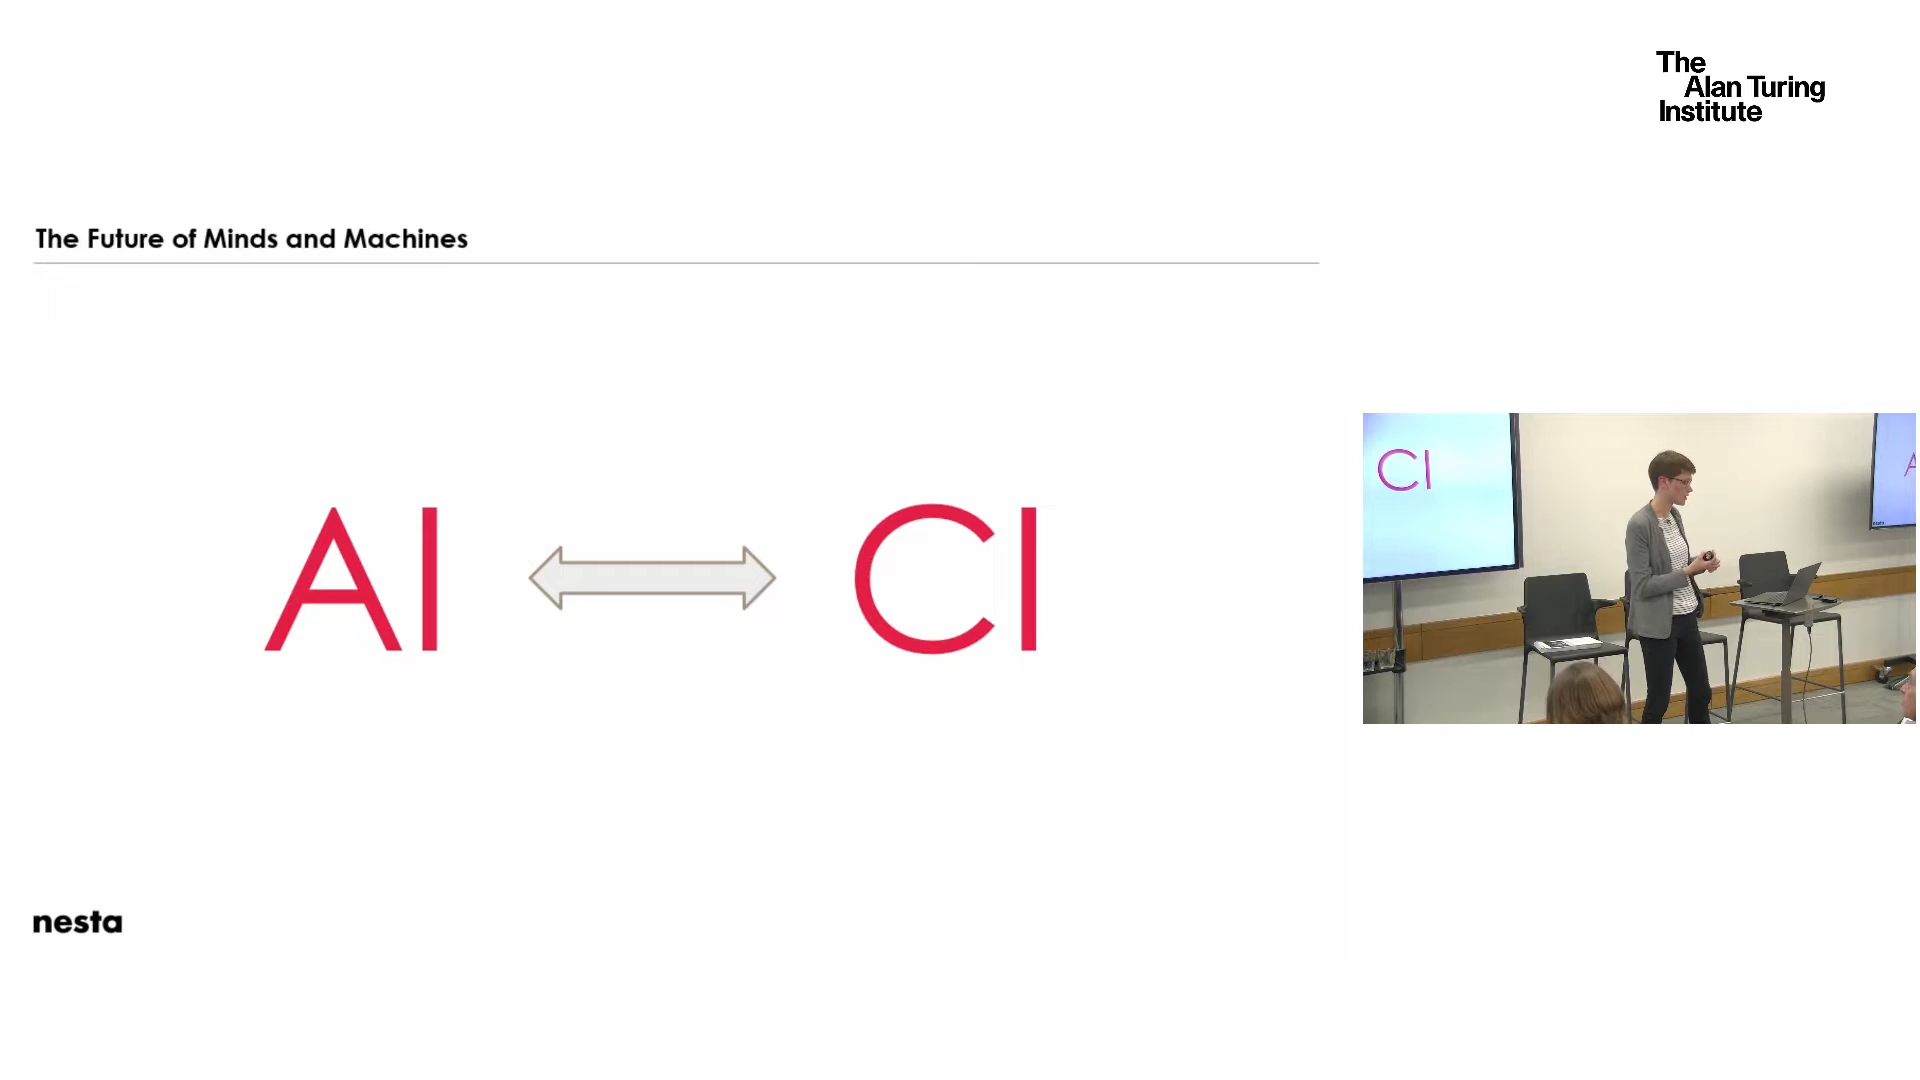 The
Alan Turing
Institute
The Future of Minds and Machines
AI
CI
nesta
CI
A